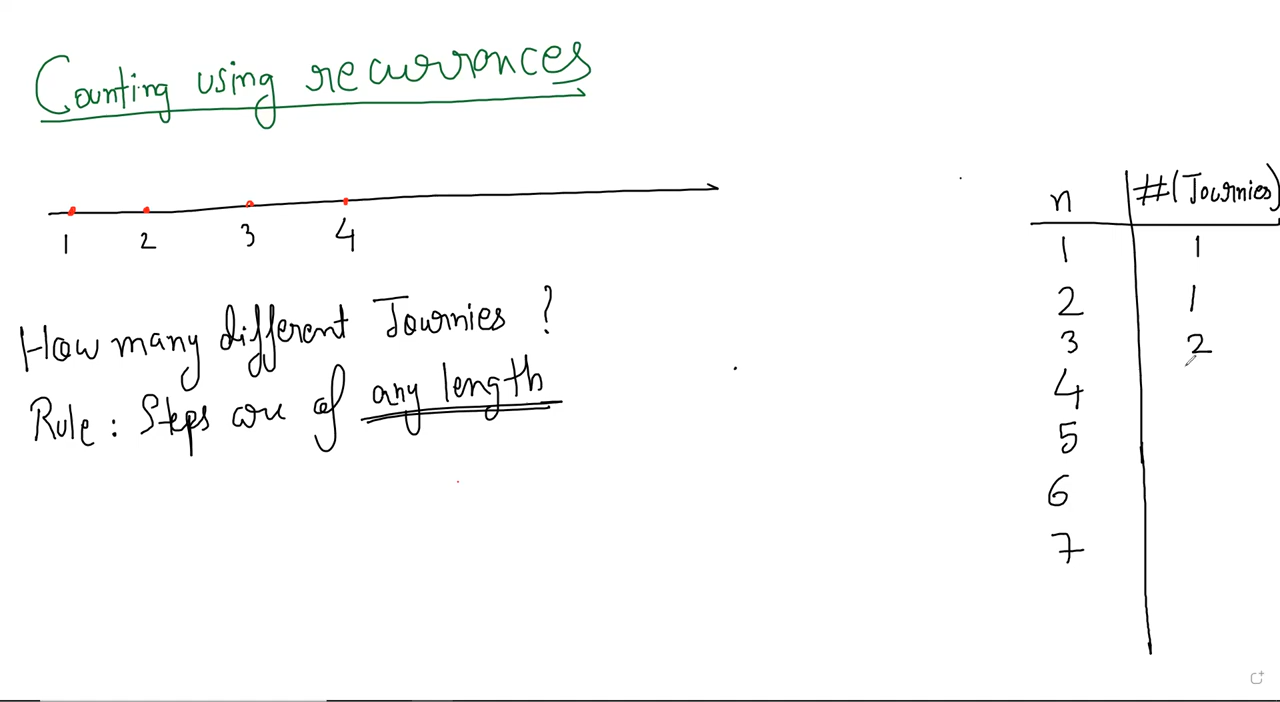 Counting using recurrences
1 2 3 4
How many different Journies ?
Rule : Steps are of any length
n #(Journies)
1 1
2 1
3 2
4
5
6
7